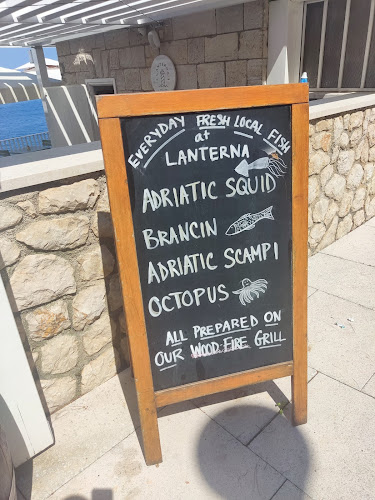 EVERYDAY FRESH LOCAL FISH
at
LANTERNA
ADRIATIC SQUID
BRANCIN
ADRIATIC SCAMPI
OCTOPUS
ALL PREPARED ON
OUR WOOD FIRE GRILL